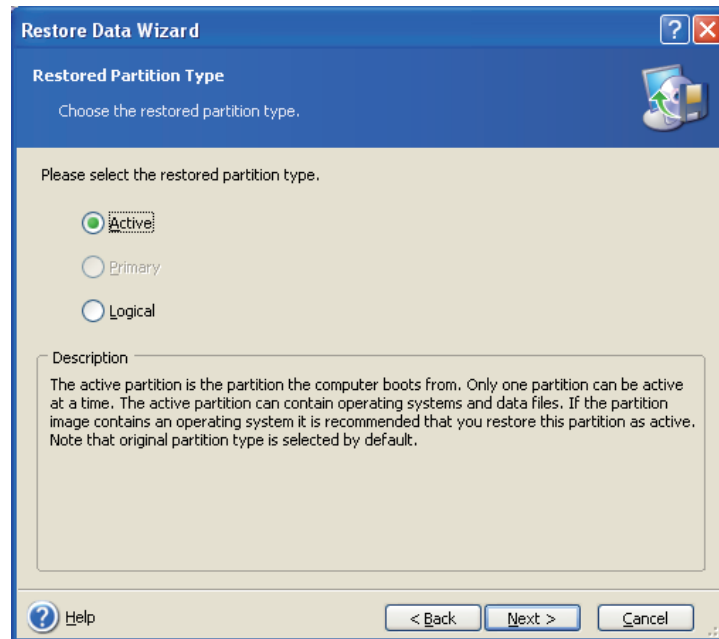 Restore Data Wizard
Restored Partition Type
Choose the restored partition type.
Please select the restored partition type.
Active
Primary
Logical
Description
The active partition is the partition the computer boots from. Only one partition can be active
at a time. The active partition can contain operating systems and data files. If the partition
image contains an operating system it is recommended that you restore this partition as active.
Note that original partition type is selected by default.
Help
< Back
Next >
Cancel